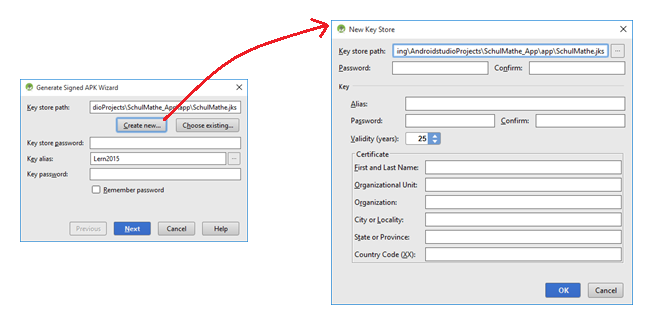 Generate Signed APK Wizard
Key store path: dioProjects\SchulMathe_App\app\SchulMathe.jks
Create new... Choose existing...
Key store password:
Key alias: Lern2015 ...
Key password:
Remember password
Previous Next Cancel Help
New Key Store
Key store path: ing\AndroidstudioProjects\SchulMathe_App\app\SchulMathe.jks ...
Password: Confirm:
Key
Alias:
Password: Confirm:
Validity (years): 25
Certificate
First and Last Name:
Organizational Unit:
Organization:
City or Locality:
State or Province:
Country Code (XX):
OK Cancel